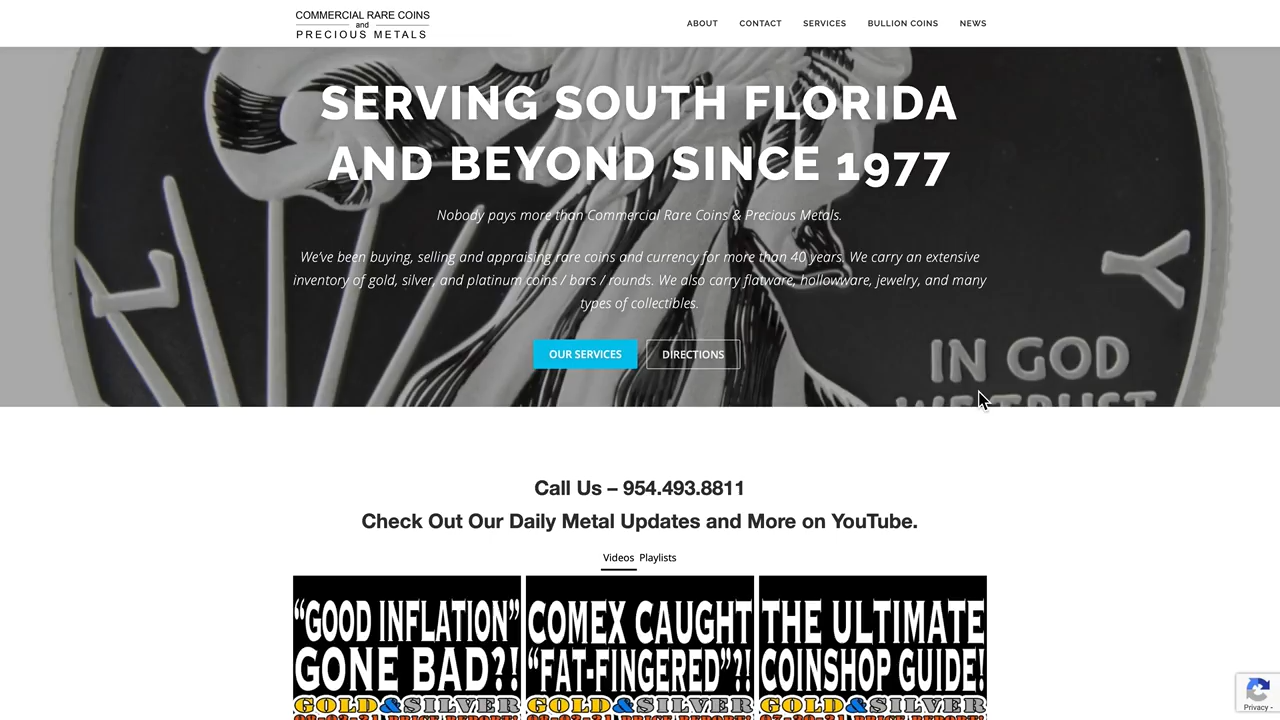 COMMERCIAL RARE COINS
and
PRECIOUS METALS
ABOUT CONTACT SERVICES BULLION COINS NEWS
SERVING SOUTH FLORIDA
AND BEYOND SINCE 1977
Nobody pays more than Commercial Rare Coins & Precious Metals.
We've been buying, selling and appraising rare coins and currency for more than 40 years. We carry an extensive
inventory of gold, silver, and platinum coins / bars / rounds. We also carry flatware, hollowware, jewelry, and many
types of collectibles.
OUR SERVICES DIRECTIONS
L
Y
IN GOD
WE TRUST
Call Us – 954.493.8811
Check Out Our Daily Metal Updates and More on YouTube.
Videos Playlists
“GOOD INFLATION”
GONE BAD?!
GOLD&SILVER
COMEX CAUGHT
“FAT-FINGERED”?!
GOLD&SILVER
THE ULTIMATE
COINSHOP GUIDE!
GOLD&SILVER
Privacy -